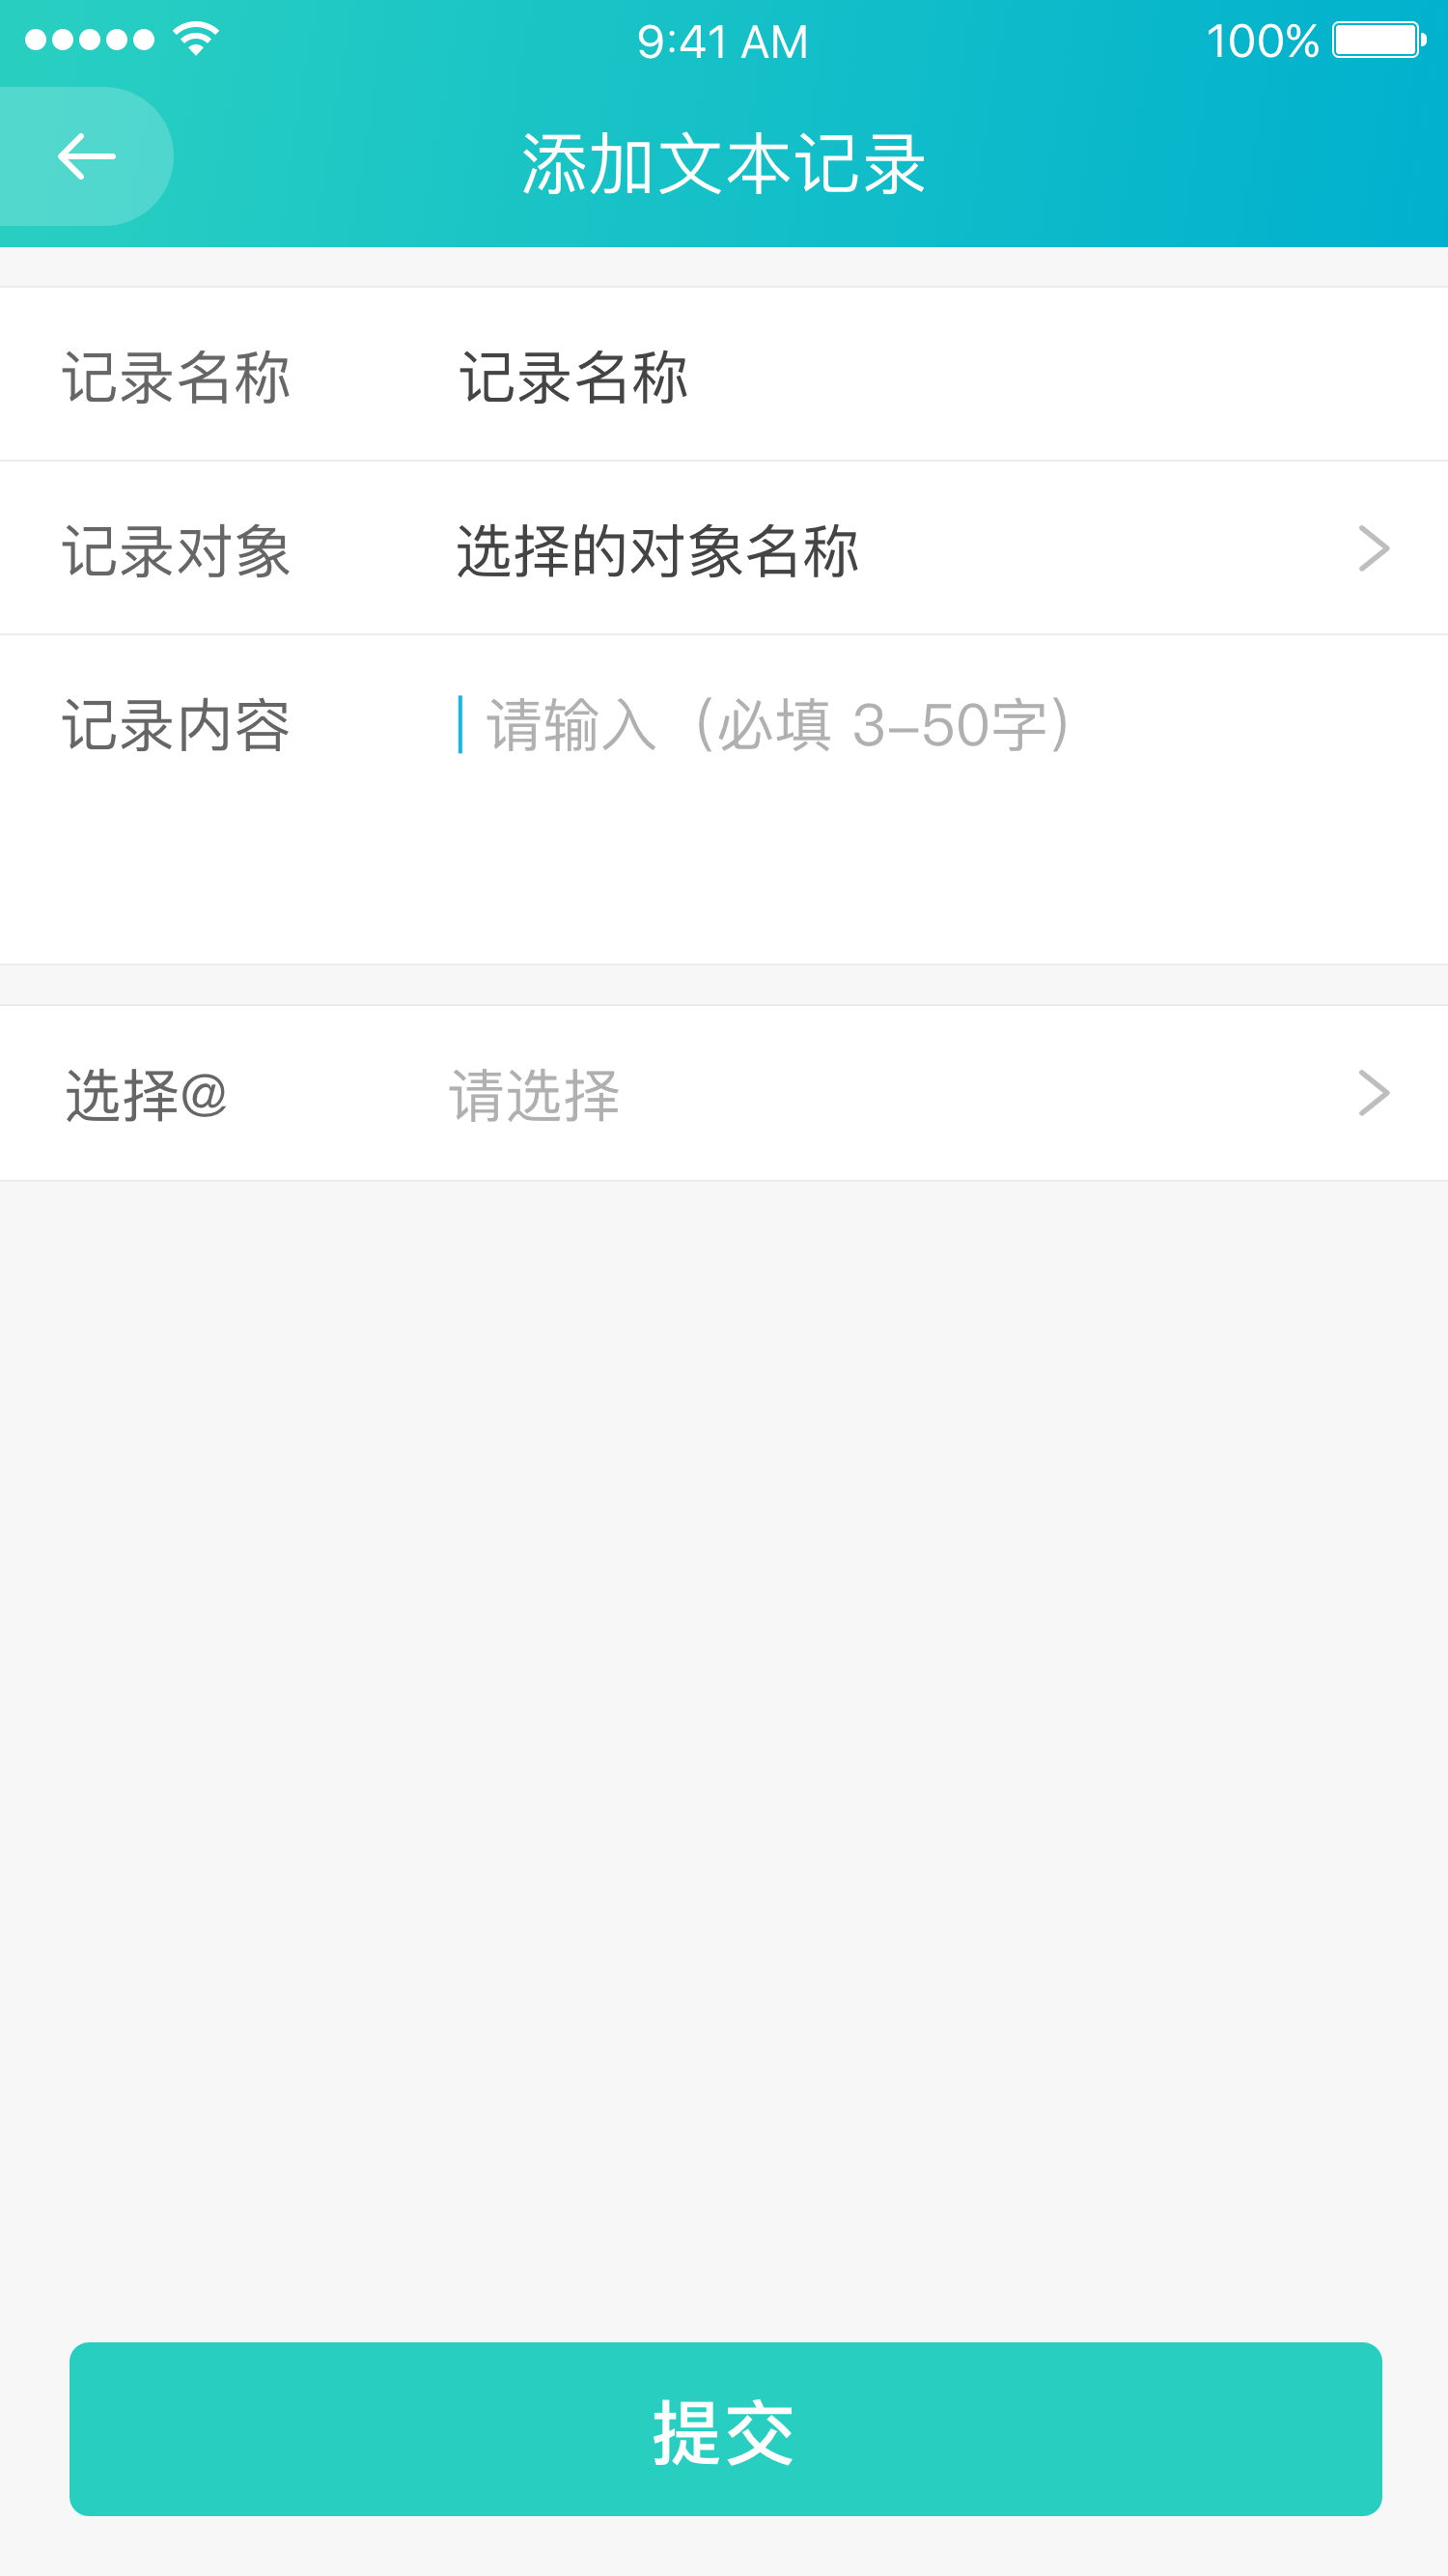 9:41 AM 100%
添加文本记录
记录名称 记录名称
记录对象 选择的对象名称
记录内容 请输入（必填 3–50字）
选择@ 请选择
提交